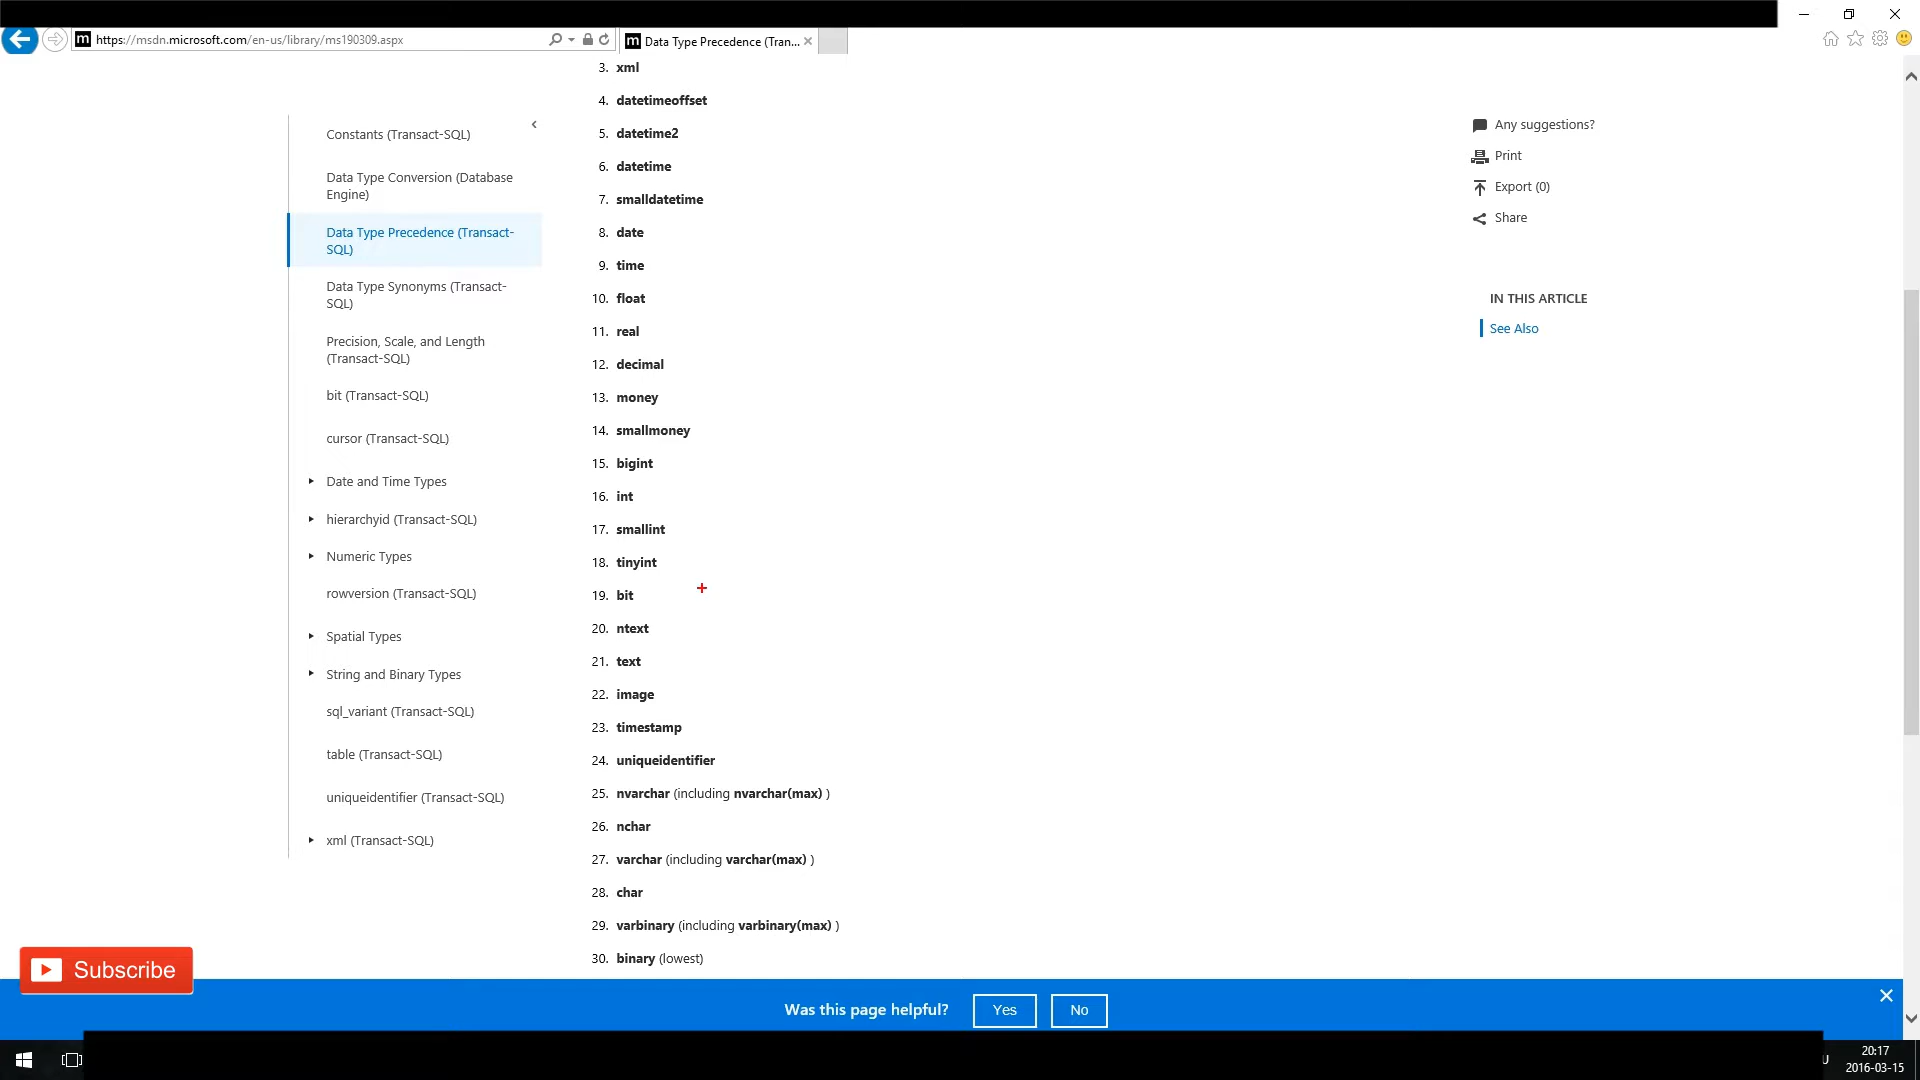 https://msdn.microsoft.com/en-us/library/ms190309.aspx
m Data Type Precedence (Tran...
Constants (Transact-SQL)
Data Type Conversion (Database
Engine)
Data Type Precedence (Transact-
SQL)
Data Type Synonyms (Transact-
SQL)
Precision, Scale, and Length
(Transact-SQL)
bit (Transact-SQL)
cursor (Transact-SQL)
Date and Time Types
hierarchyid (Transact-SQL)
Numeric Types
rowversion (Transact-SQL)
Spatial Types
String and Binary Types
sql_variant (Transact-SQL)
table (Transact-SQL)
uniqueidentifier (Transact-SQL)
xml (Transact-SQL)
3. xml
4. datetimeoffset
5. datetime2
6. datetime
7. smalldatetime
8. date
9. time
10. float
11. real
12. decimal
13. money
14. smallmoney
15. bigint
16. int
17. smallint
18. tinyint
19. bit
20. ntext
21. text
22. image
23. timestamp
24. uniqueidentifier
25. nvarchar (including nvarchar(max) )
26. nchar
27. varchar (including varchar(max) )
28. char
29. varbinary (including varbinary(max) )
30. binary (lowest)
Any suggestions?
Print
Export (0)
Share
IN THIS ARTICLE
See Also
Subscribe
Was this page helpful?
Yes
No
20:17
2016-03-15